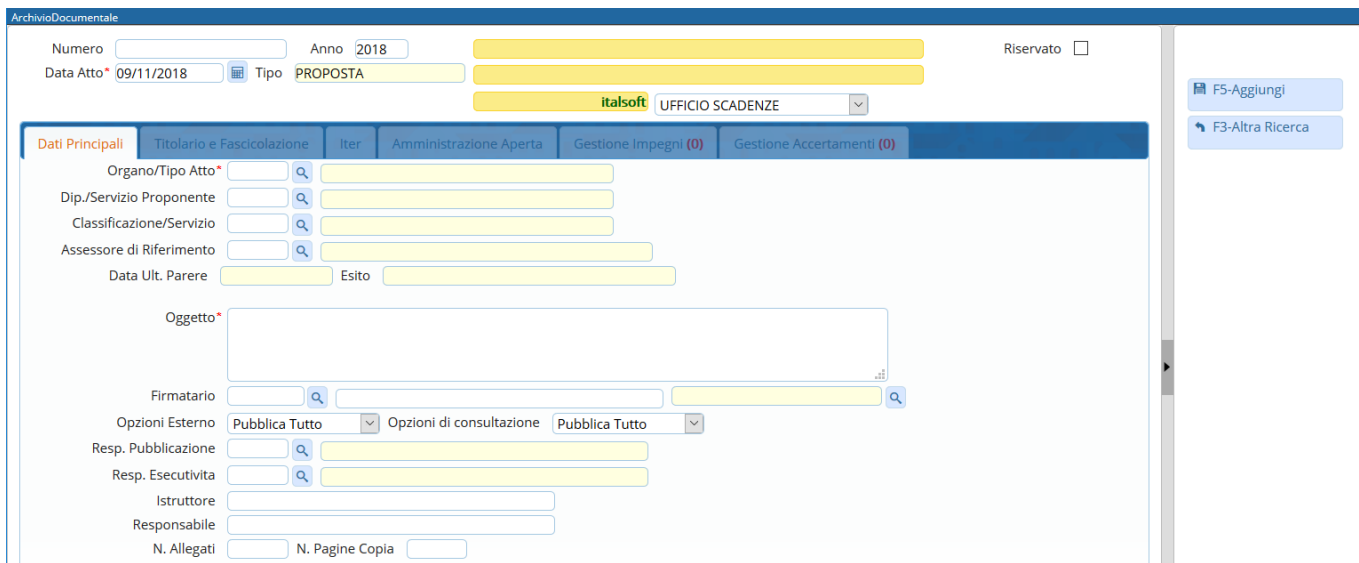 ArchivioDocumentale
Numero Anno 2018 Riservato
Data Atto* 09/11/2018 Tipo PROPOSTA
italsoft UFFICIO SCADENZE
F5-Aggiungi
F3-Altra Ricerca
Dati Principali Titolario e Fascicolazione Iter Amministrazione Aperta Gestione Impegni (0) Gestione Accertamenti (0)
Organo/Tipo Atto*
Dip./Servizio Proponente
Classificazione/Servizio
Assessore di Riferimento
Data Ult. Parere Esito
Oggetto*
Firmatario
Opzioni Esterno Pubblica Tutto Opzioni di consultazione Pubblica Tutto
Resp. Pubblicazione
Resp. Esecutivita
Istruttore
Responsabile
N. Allegati N. Pagine Copia